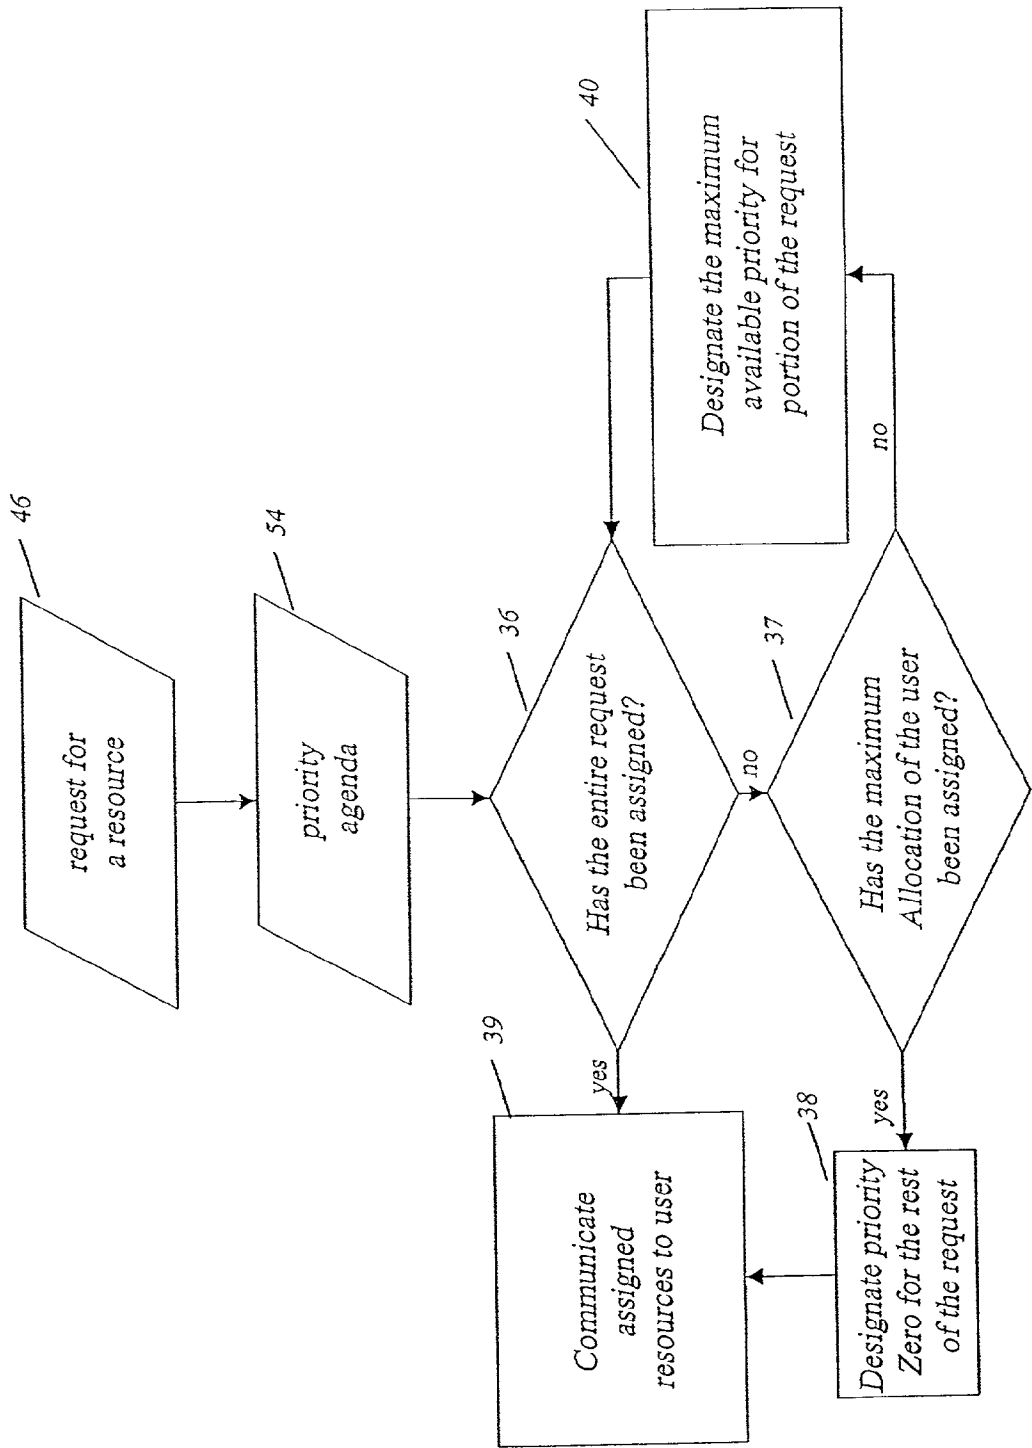 request for
a resource
46
priority
agenda
54
Has the entire request
been assigned?
36
yes
no
Communicate
assigned
resources to user
39
Has the maximum
Allocation of the user
been assigned?
37
yes
no
Designate priority
Zero for the rest
of the request
38
Designate the maximum
available priority for
portion of the request
40